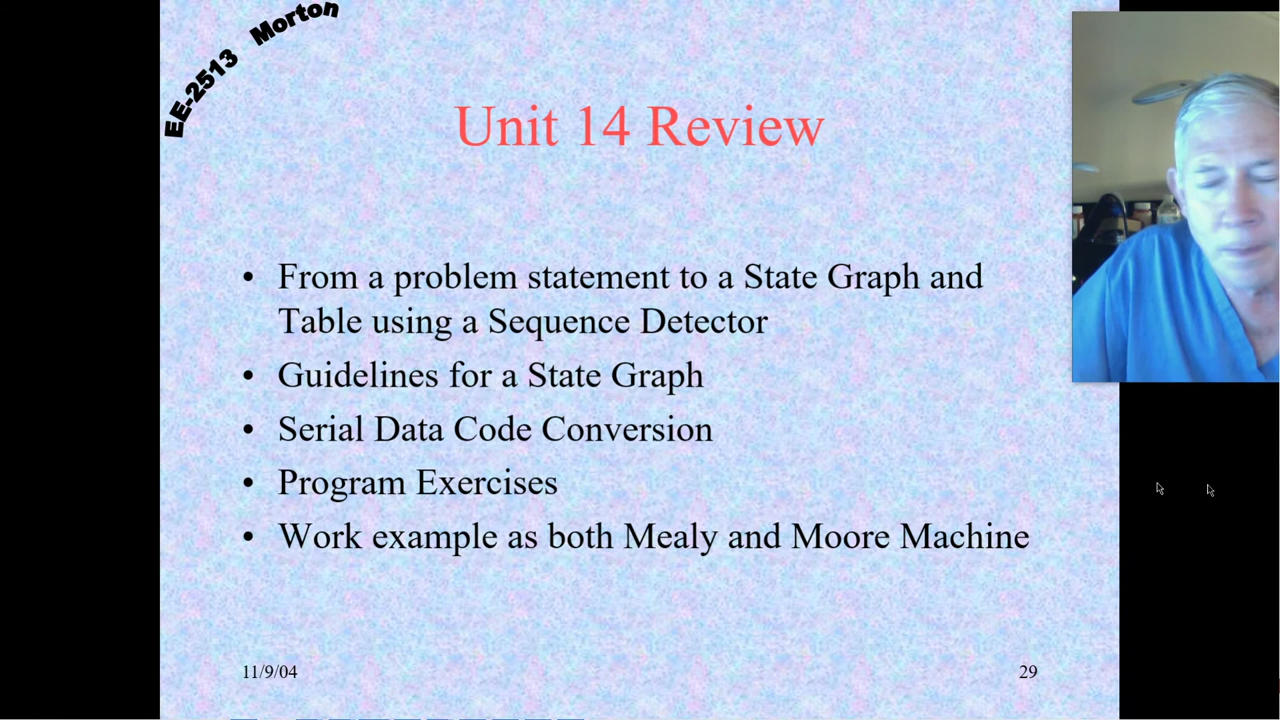 EE-2513 Morton
Unit 14 Review
• From a problem statement to a State Graph and
Table using a Sequence Detector
• Guidelines for a State Graph
• Serial Data Code Conversion
• Program Exercises
• Work example as both Mealy and Moore Machine
11/9/04
29